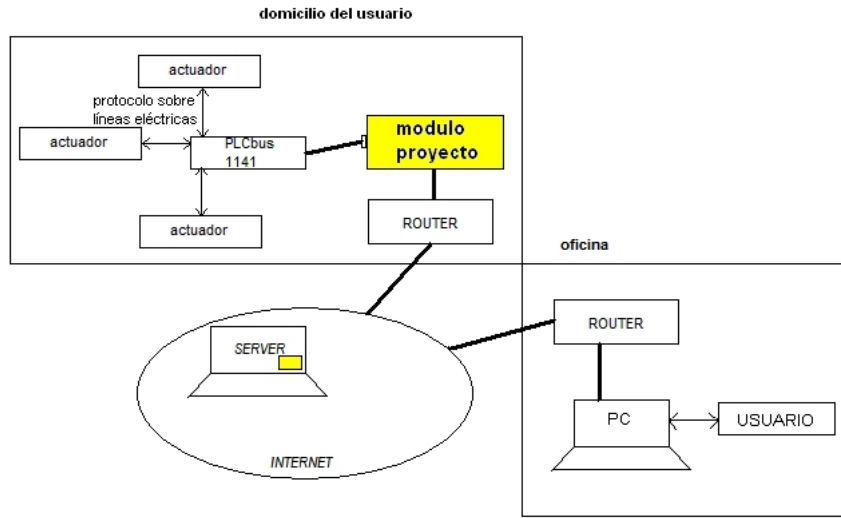 domicilio del usuario
actuador
protocolo sobre
líneas eléctricas
actuador
PLCbus
1141
modulo
proyecto
actuador
ROUTER
oficina
SERVER
ROUTER
PC
USUARIO
INTERNET